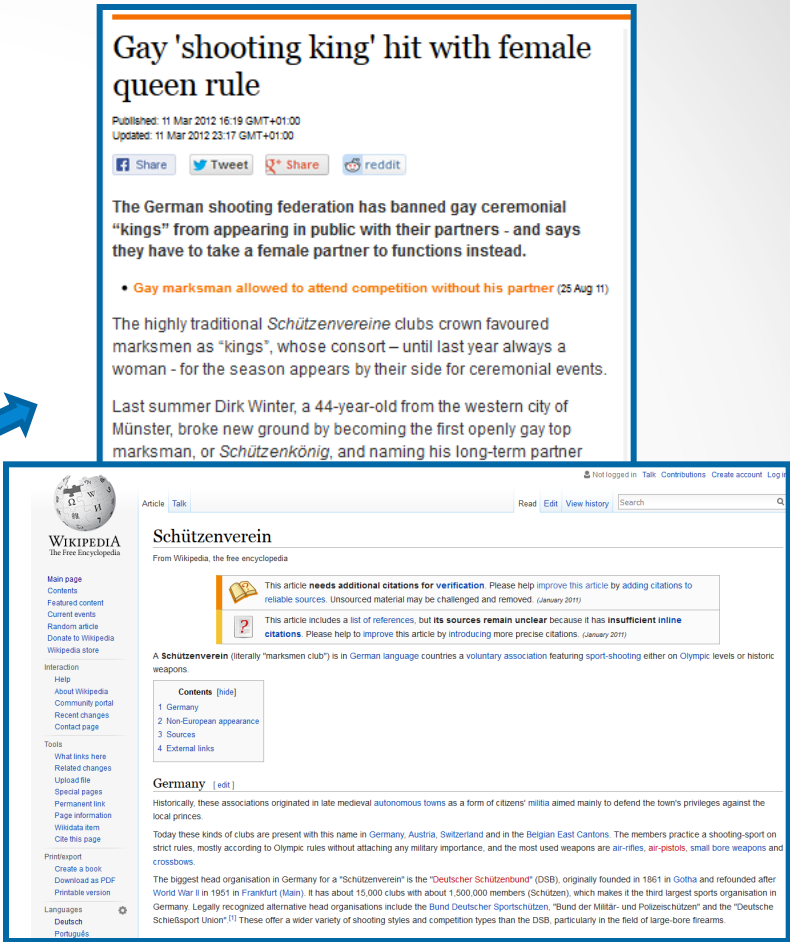 Gay 'shooting king' hit with female
queen rule
Published: 11 Mar 2012 16:19 GMT+01:00
Updated: 11 Mar 2012 23:17 GMT+01:00
Share Tweet Share reddit
The German shooting federation has banned gay ceremonial
“kings” from appearing in public with their partners - and says
they have to take a female partner to functions instead.
• Gay marksman allowed to attend competition without his partner (25 Aug 11)
The highly traditional Schützenvereine clubs crown favoured
marksmen as “kings”, whose consort – until last year always a
woman - for the season appears by their side for ceremonial events.
Last summer Dirk Winter, a 44-year-old from the western city of
Münster, broke new ground by becoming the first openly gay top
marksman, or Schützenkönig, and naming his long-term partner
Not logged in Talk Contributions Create account Log in
Article Talk Read Edit View history Search
WIKIPEDIA
The Free Encyclopedia
Main page
Contents
Featured content
Current events
Random article
Donate to Wikipedia
Wikipedia store
Interaction
Help
About Wikipedia
Community portal
Recent changes
Contact page
Tools
What links here
Related changes
Upload file
Special pages
Permanent link
Page information
Wikidata item
Cite this page
Print/export
Create a book
Download as PDF
Printable version
Languages
Deutsch
Português
Schützenverein
From Wikipedia, the free encyclopedia
This article needs additional citations for verification. Please help improve this article by adding citations to
reliable sources. Unsourced material may be challenged and removed. (January 2011)
This article includes a list of references, but its sources remain unclear because it has insufficient inline
citations. Please help to improve this article by introducing more precise citations. (January 2011)
A Schützenverein (literally "marksmen club") is in German language countries a voluntary association featuring sport-shooting either on Olympic levels or historic
weapons.
Contents [hide]
1 Germany
2 Non-European appearance
3 Sources
4 External links
Germany [ edit ]
Historically, these associations originated in late medieval autonomous towns as a form of citizens' militia aimed mainly to defend the town's privileges against the
local princes.
Today these kinds of clubs are present with this name in Germany, Austria, Switzerland and in the Belgian East Cantons. The members practice a shooting-sport on
strict rules, mostly according to Olympic rules without attaching any military importance, and the most used weapons are air-rifles, air-pistols, small bore weapons and
crossbows.
The biggest head organisation in Germany for a "Schützenverein" is the "Deutscher Schützenbund" (DSB), originally founded in 1861 in Gotha and refounded after
World War II in 1951 in Frankfurt (Main). It has about 15,000 clubs with about 1,500,000 members (Schützen), which makes it the third largest sports organisation in
Germany. Legally recognized alternative head organisations include the Bund Deutscher Sportschützen, "Bund der Militär- und Polizeischützen" and the "Deutsche
Schießsport Union".[1] These offer a wider variety of shooting styles and competition types than the DSB, particularly in the field of large-bore firearms.